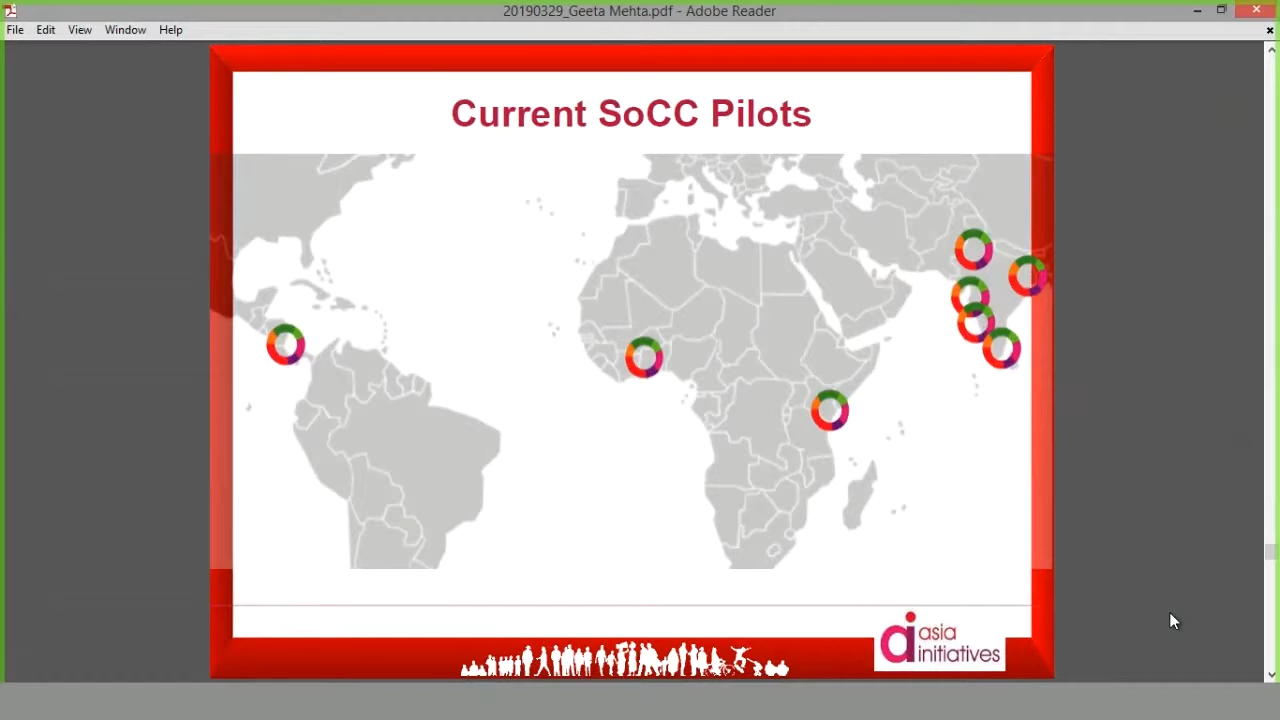 20190329_Geeta Mehta.pdf - Adobe Reader
File Edit View Window Help
Current SoCC Pilots
asia
initiatives